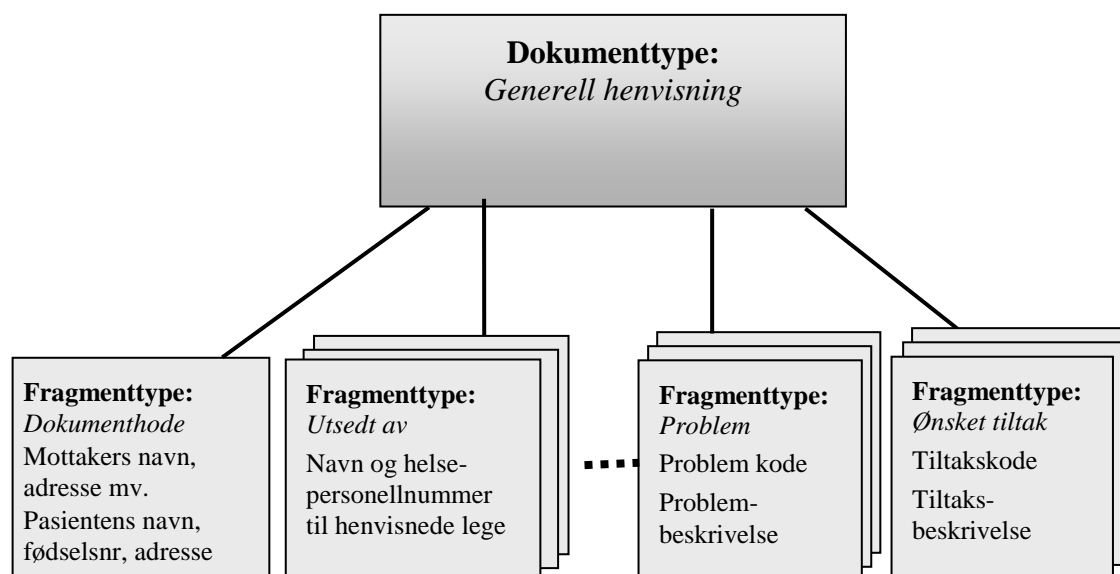 Dokumenttype:
Generell henvisning
Fragmenttype:
Dokumenthode
Mottakers navn,
adresse mv.
Pasientens navn,
fødselsnr, adresse
Fragmenttype:
Utsedt av
Navn og helse-
personellnummer
til henvisnede lege
Fragmenttype:
Problem
Problem kode
Problem-
beskrivelse
Fragmenttype:
Ønsket tiltak
Tiltakskode
Tiltaks-
beskrivelse